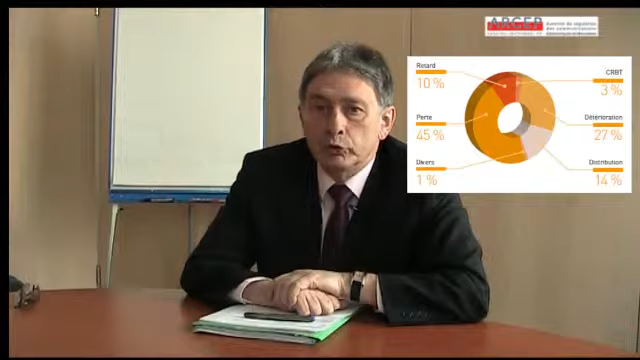 ARCEP
Retard
10 %
CRBT
3 %
Perte
45 %
Détérioration
27 %
Divers
1 %
Distribution
14 %